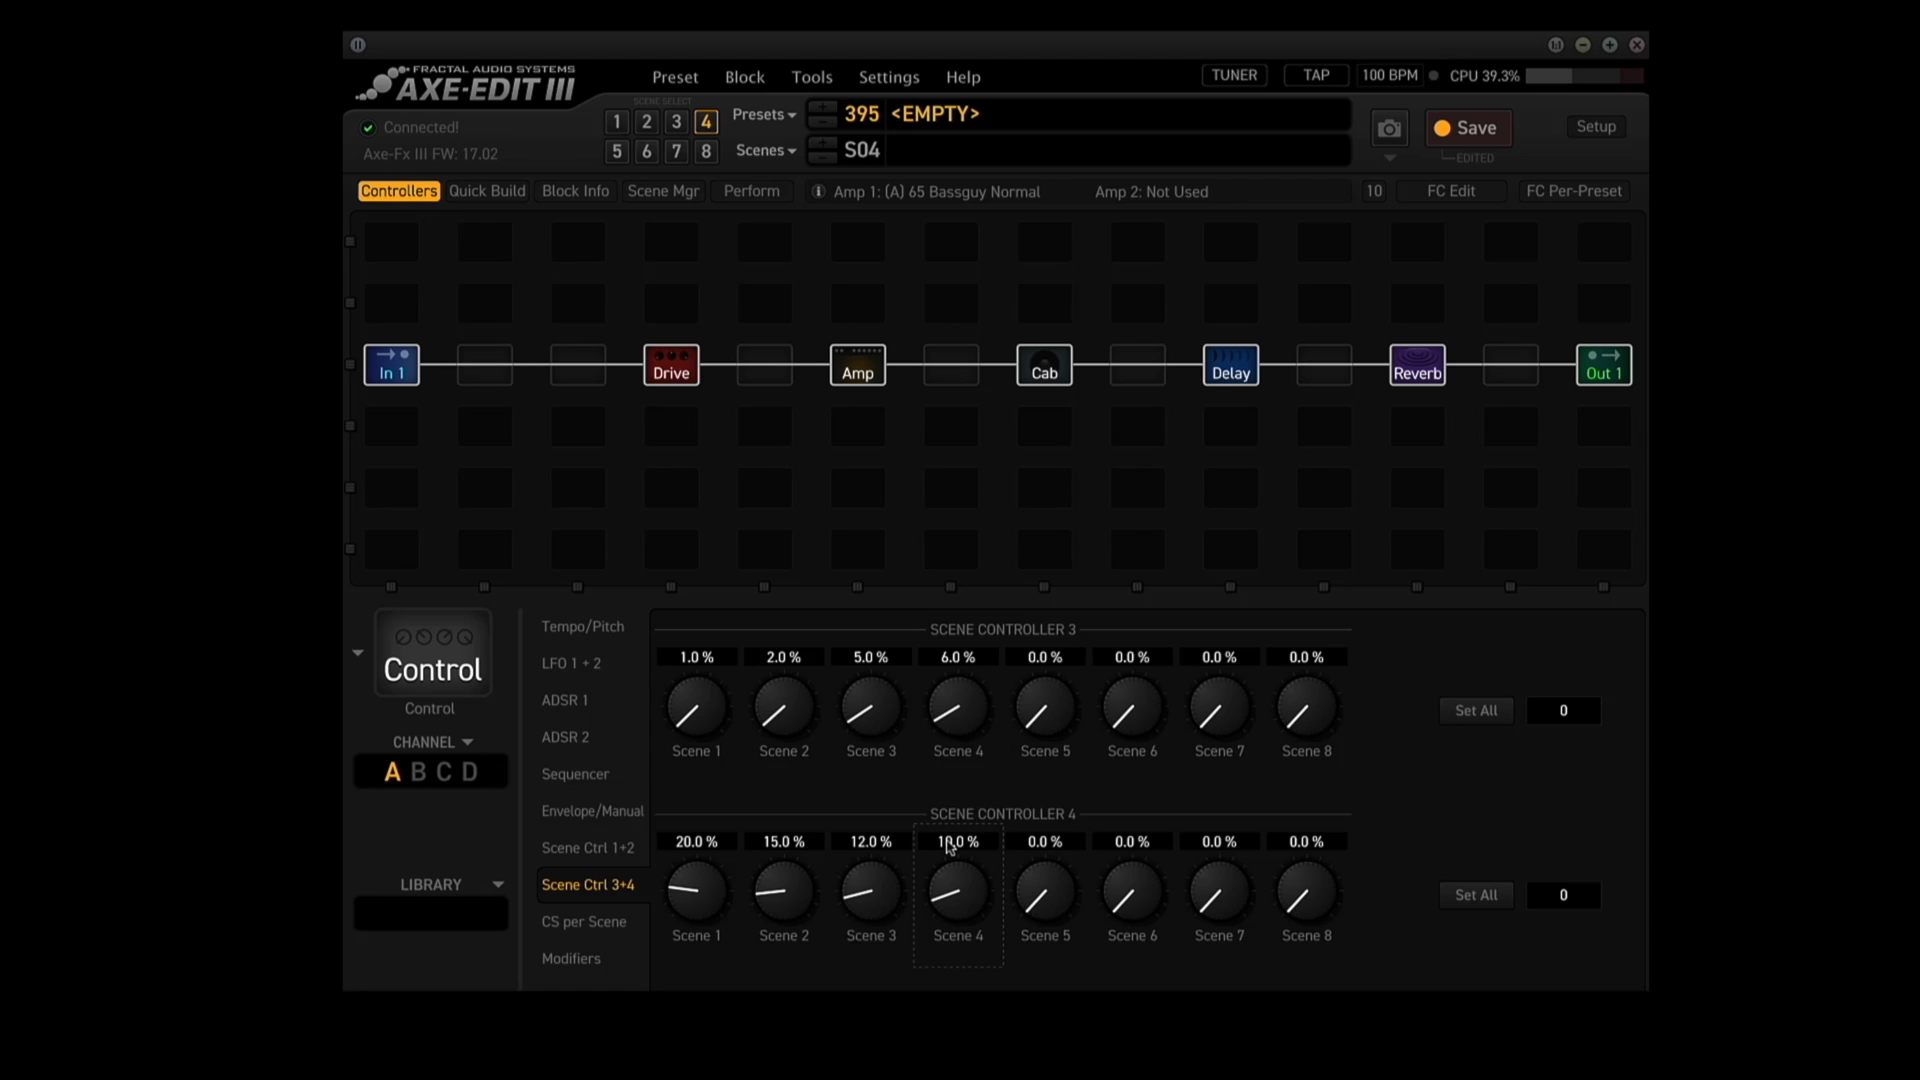 FRACTAL AUDIO SYSTEMS
AXE-EDIT III
Preset Block Tools Settings Help
TUNER TAP 100 BPM CPU 39.3%
SCENE SELECT
1 2 3 4
5 6 7 8
Presets 395 <EMPTY>
Scenes S04
Connected!
Axe-Fx III FW: 17.02
Save
EDITED
Setup
Controllers Quick Build Block Info Scene Mgr Perform Amp 1: (A) 65 Bassguy Normal Amp 2: Not Used 10 FC Edit FC Per-Preset
In 1 Drive Amp Cab Delay Reverb Out 1
Control
Control
CHANNEL
A B C D
LIBRARY
Tempo/Pitch
LFO 1 + 2
ADSR 1
ADSR 2
Sequencer
Envelope/Manual
Scene Ctrl 1+2
Scene Ctrl 3+4
CS per Scene
Modifiers
SCENE CONTROLLER 3
1.0 % 2.0 % 5.0 % 6.0 % 0.0 % 0.0 % 0.0 % 0.0 %
Scene 1 Scene 2 Scene 3 Scene 4 Scene 5 Scene 6 Scene 7 Scene 8
Set All 0
SCENE CONTROLLER 4
20.0 % 15.0 % 12.0 % 10.0 % 0.0 % 0.0 % 0.0 % 0.0 %
Scene 1 Scene 2 Scene 3 Scene 4 Scene 5 Scene 6 Scene 7 Scene 8
Set All 0